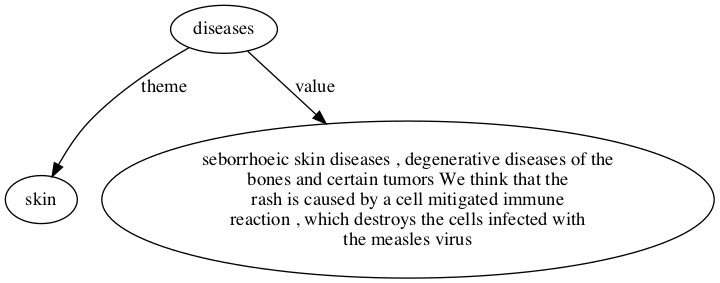 diseases
theme
value
skin
seborrhoeic skin diseases , degenerative diseases of the
bones and certain tumors We think that the
rash is caused by a cell mitigated immune
reaction , which destroys the cells infected with
the measles virus